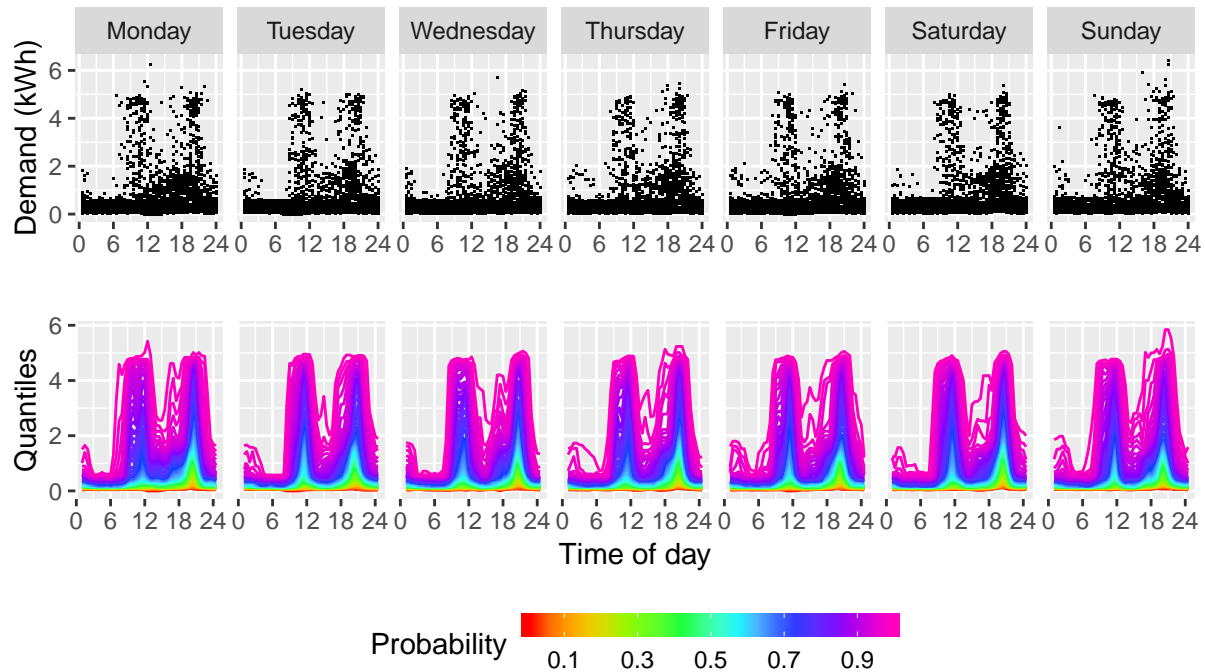 Monday Tuesday Wednesday Thursday Friday Saturday Sunday
Demand (kWh)
6
4
2
0
0 6 12 18 24 0 6 12 18 24 0 6 12 18 24 0 6 12 18 24 0 6 12 18 24 0 6 12 18 24 0 6 12 18 24
Quantiles
6
4
2
0
0 6 12 18 24 0 6 12 18 24 0 6 12 18 24 0 6 12 18 24 0 6 12 18 24 0 6 12 18 24 0 6 12 18 24
Time of day
Probability
0.1 0.3 0.5 0.7 0.9